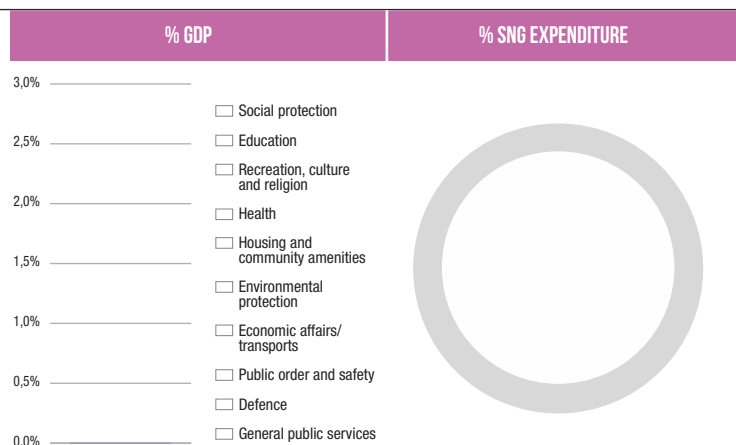 % GDP
% SNG EXPENDITURE
3,0%
2,5%
2,0%
1,5%
1,0%
0,5%
0,0%
Social protection
Education
Recreation, culture
and religion
Health
Housing and
community amenities
Environmental
protection
Economic affairs/
transports
Public order and safety
Defence
General public services